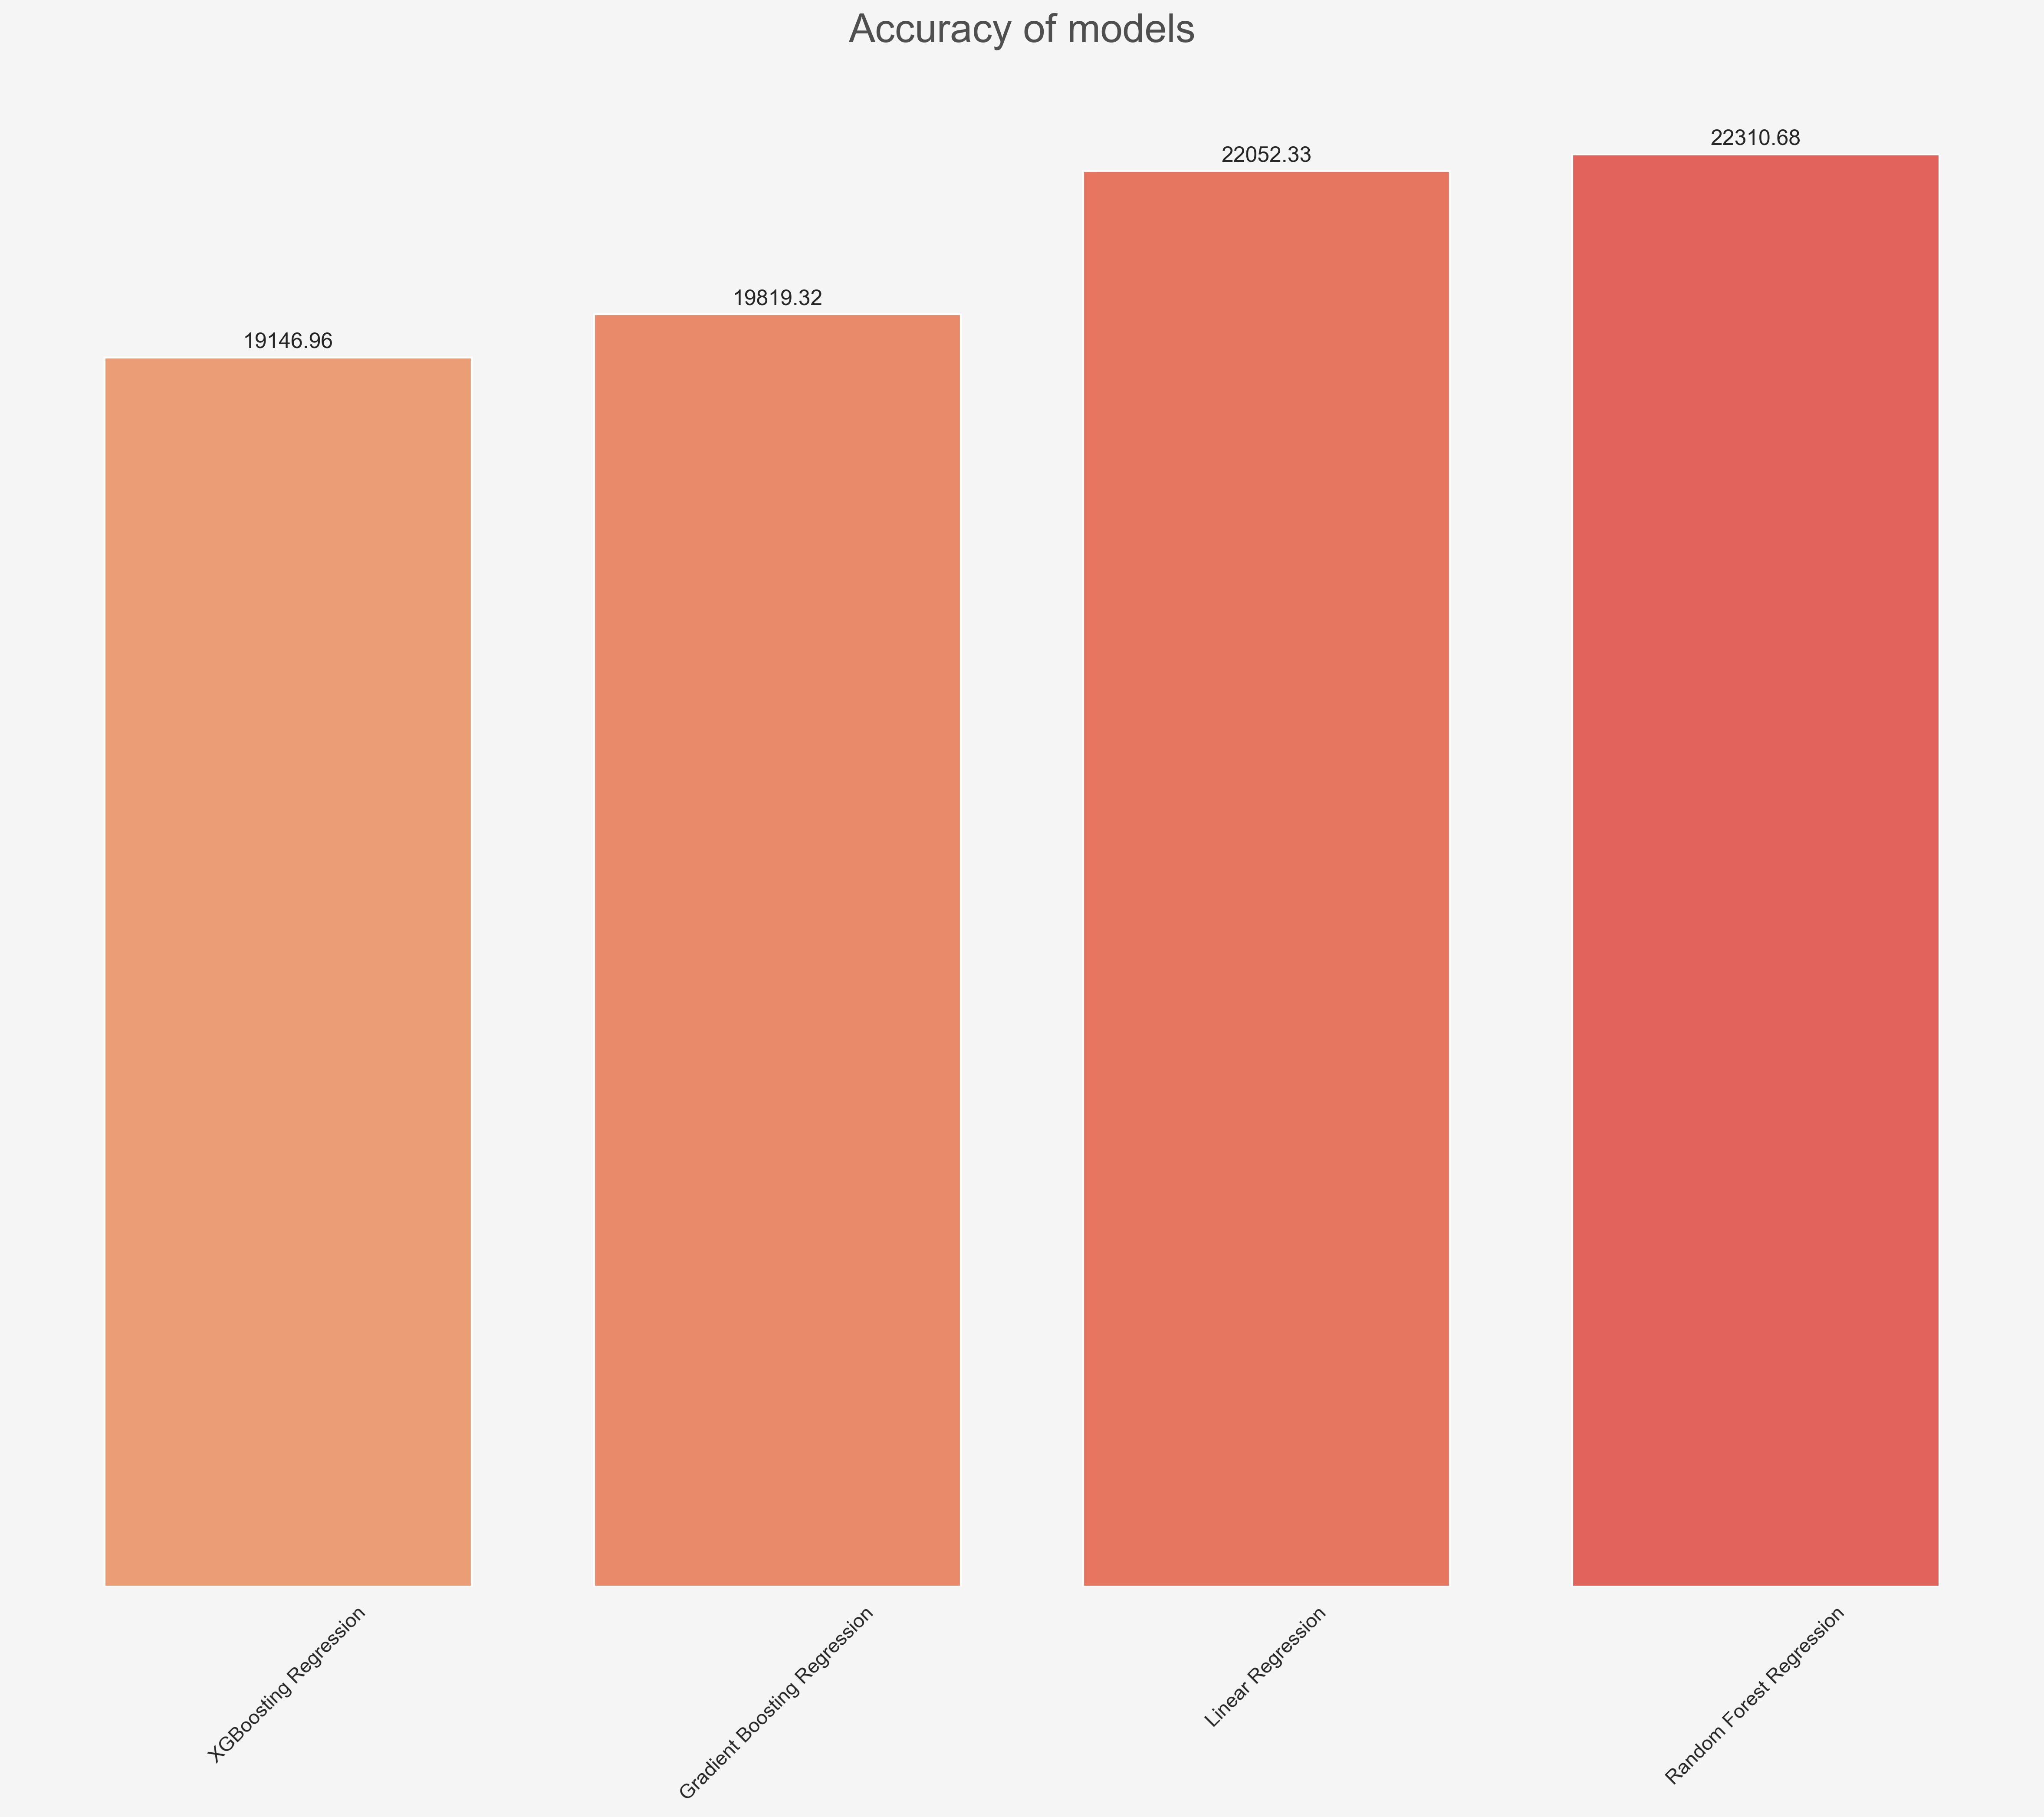 Accuracy of models
19146.96
19819.32
22052.33
22310.68
XGBoosting Regression
Gradient Boosting Regression
Linear Regression
Random Forest Regression